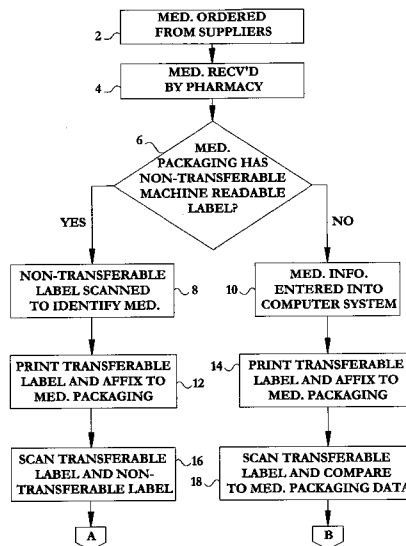 2
MED. ORDERED
FROM SUPPLIERS
4
MED. RECV'D
BY PHARMACY
6
MED.
PACKAGING HAS
NON-TRANSFERABLE
MACHINE READABLE
LABEL?
YES
NO
NON-TRANSFERABLE
LABEL SCANNED
TO IDENTIFY MED.
8
10
MED. INFO.
ENTERED INTO
COMPUTER SYSTEM
PRINT TRANSFERABLE
LABEL AND AFFIX TO
MED. PACKAGING
12
14
PRINT TRANSFERABLE
LABEL AND AFFIX TO
MED. PACKAGING
SCAN TRANSFERABLE
LABEL AND NON-
TRANSFERABLE LABEL
16
18
SCAN TRANSFERABLE
LABEL AND COMPARE
TO MED. PACKAGING DATA
A
B